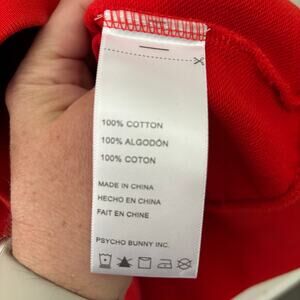 100% COTTON
100% ALGODÓN
100% COTON
MADE IN CHINA
HECHO EN CHINA
FAIT EN CHINE
PSYCHO BUNNY INC.